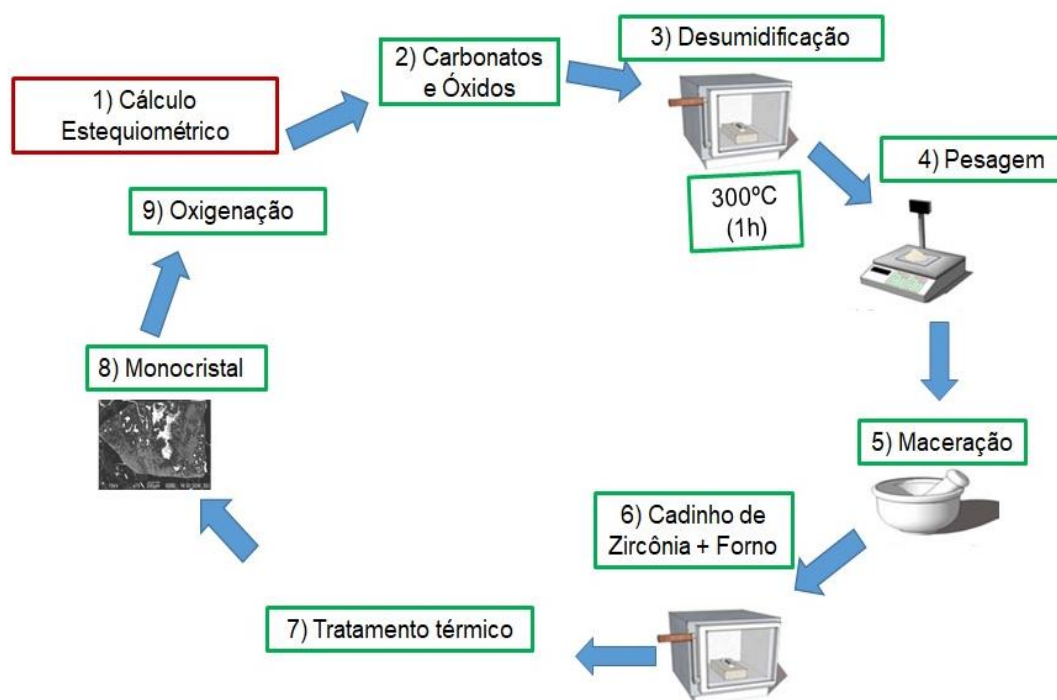 1) Cálculo
Estequiométrico
2) Carbonatos
e Óxidos
3) Desumidificação
300ºC
(1h)
4) Pesagem
5) Maceração
6) Cadinho de
Zircônia + Forno
7) Tratamento térmico
8) Monocristal
9) Oxigenação